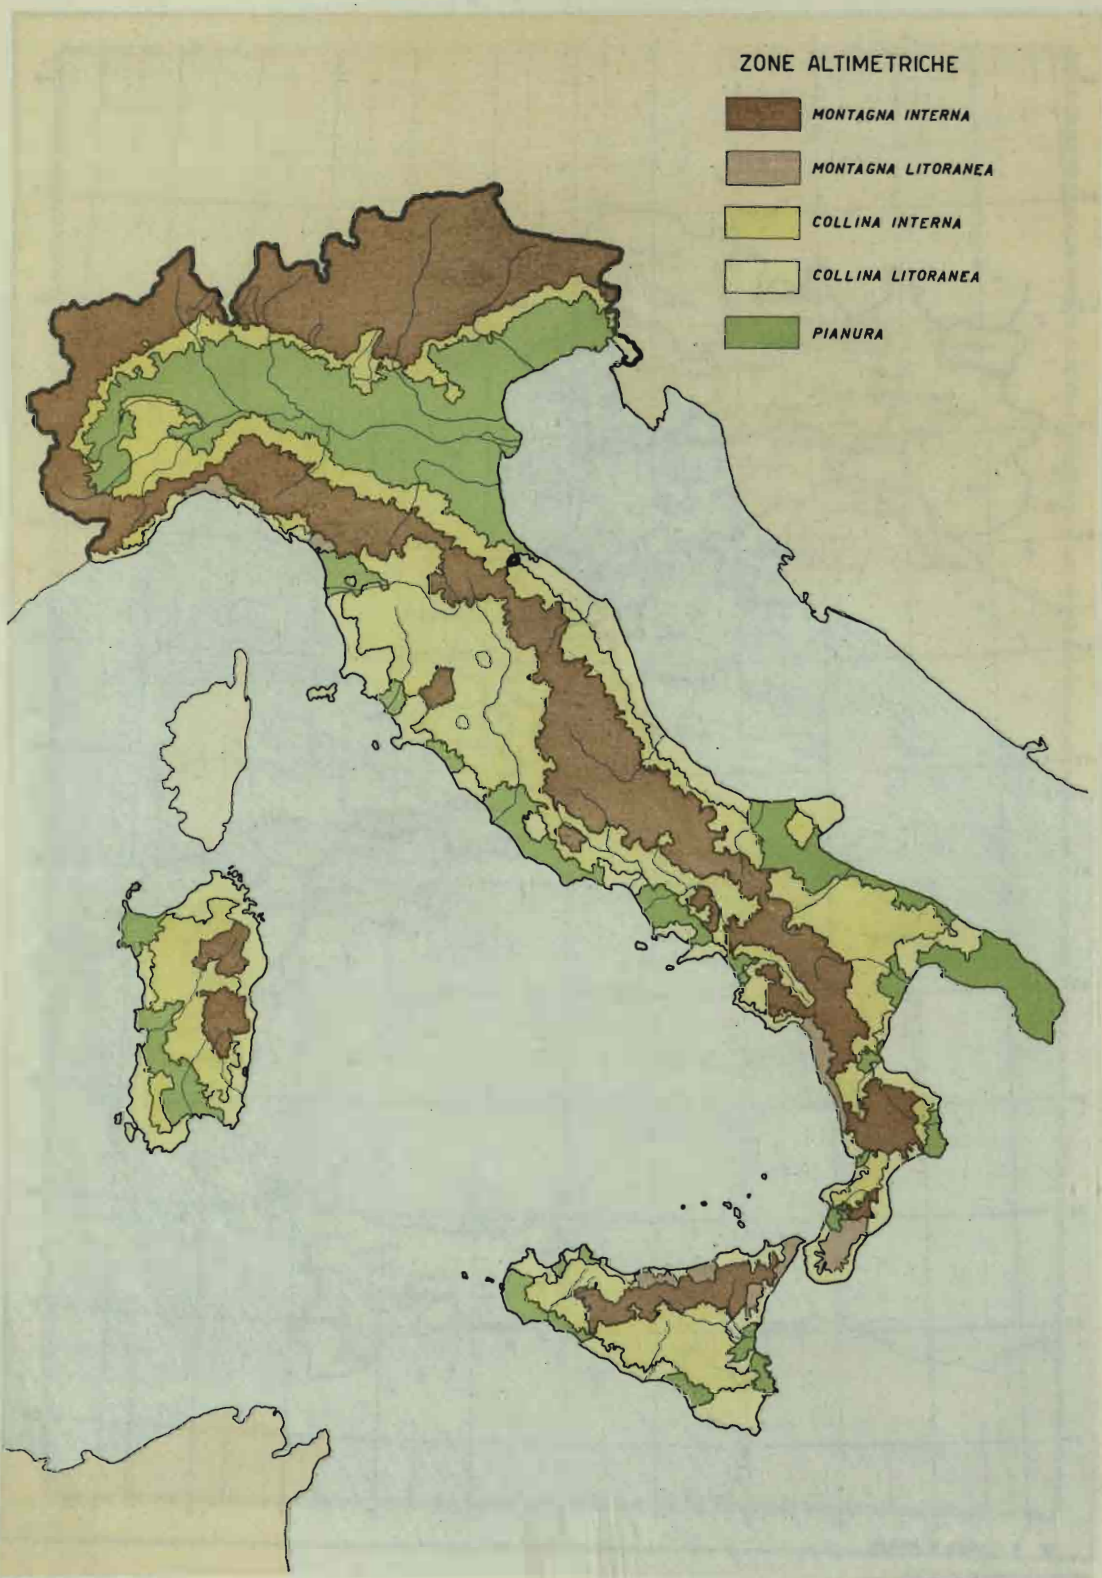 ZONE ALTIMETRICHE
MONTAGNA INTERNA
MONTAGNA LITORANEA
COLLINA INTERNA
COLLINA LITORANEA
PIANURA